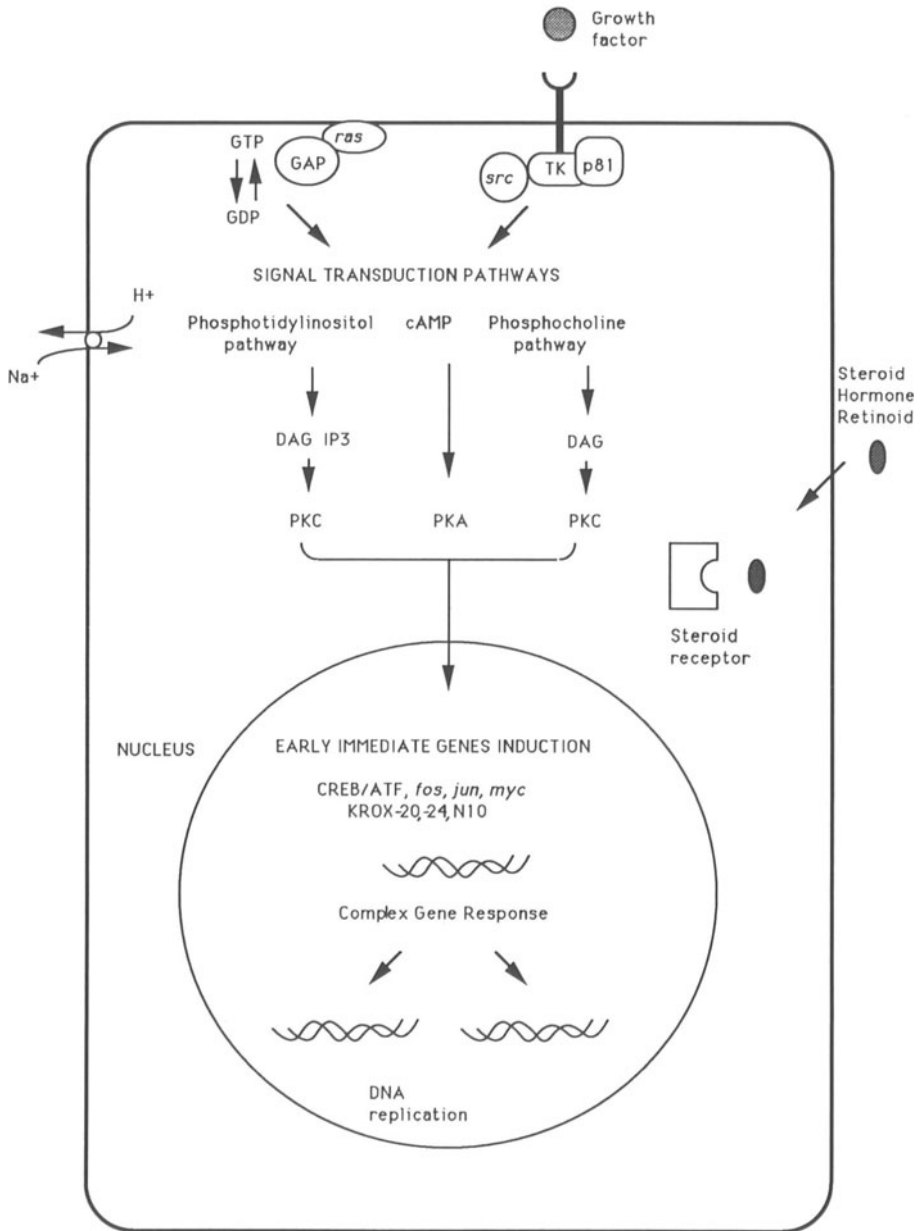 Growth
factor
ras
GTP
GAP
GDP
src
TK
p81
SIGNAL TRANSDUCTION PATHWAYS
H+
Na+
Phosphotidylinositol
pathway
cAMP
Phosphocholine
pathway
DAG IP3
DAG
PKC
PKA
PKC
Steroid
Hormone
Retinoid
Steroid
receptor
NUCLEUS
EARLY IMMEDIATE GENES INDUCTION
CREB/ATF, fos, jun, myc
KROX-20,-24,N10
Complex Gene Response
DNA
replication